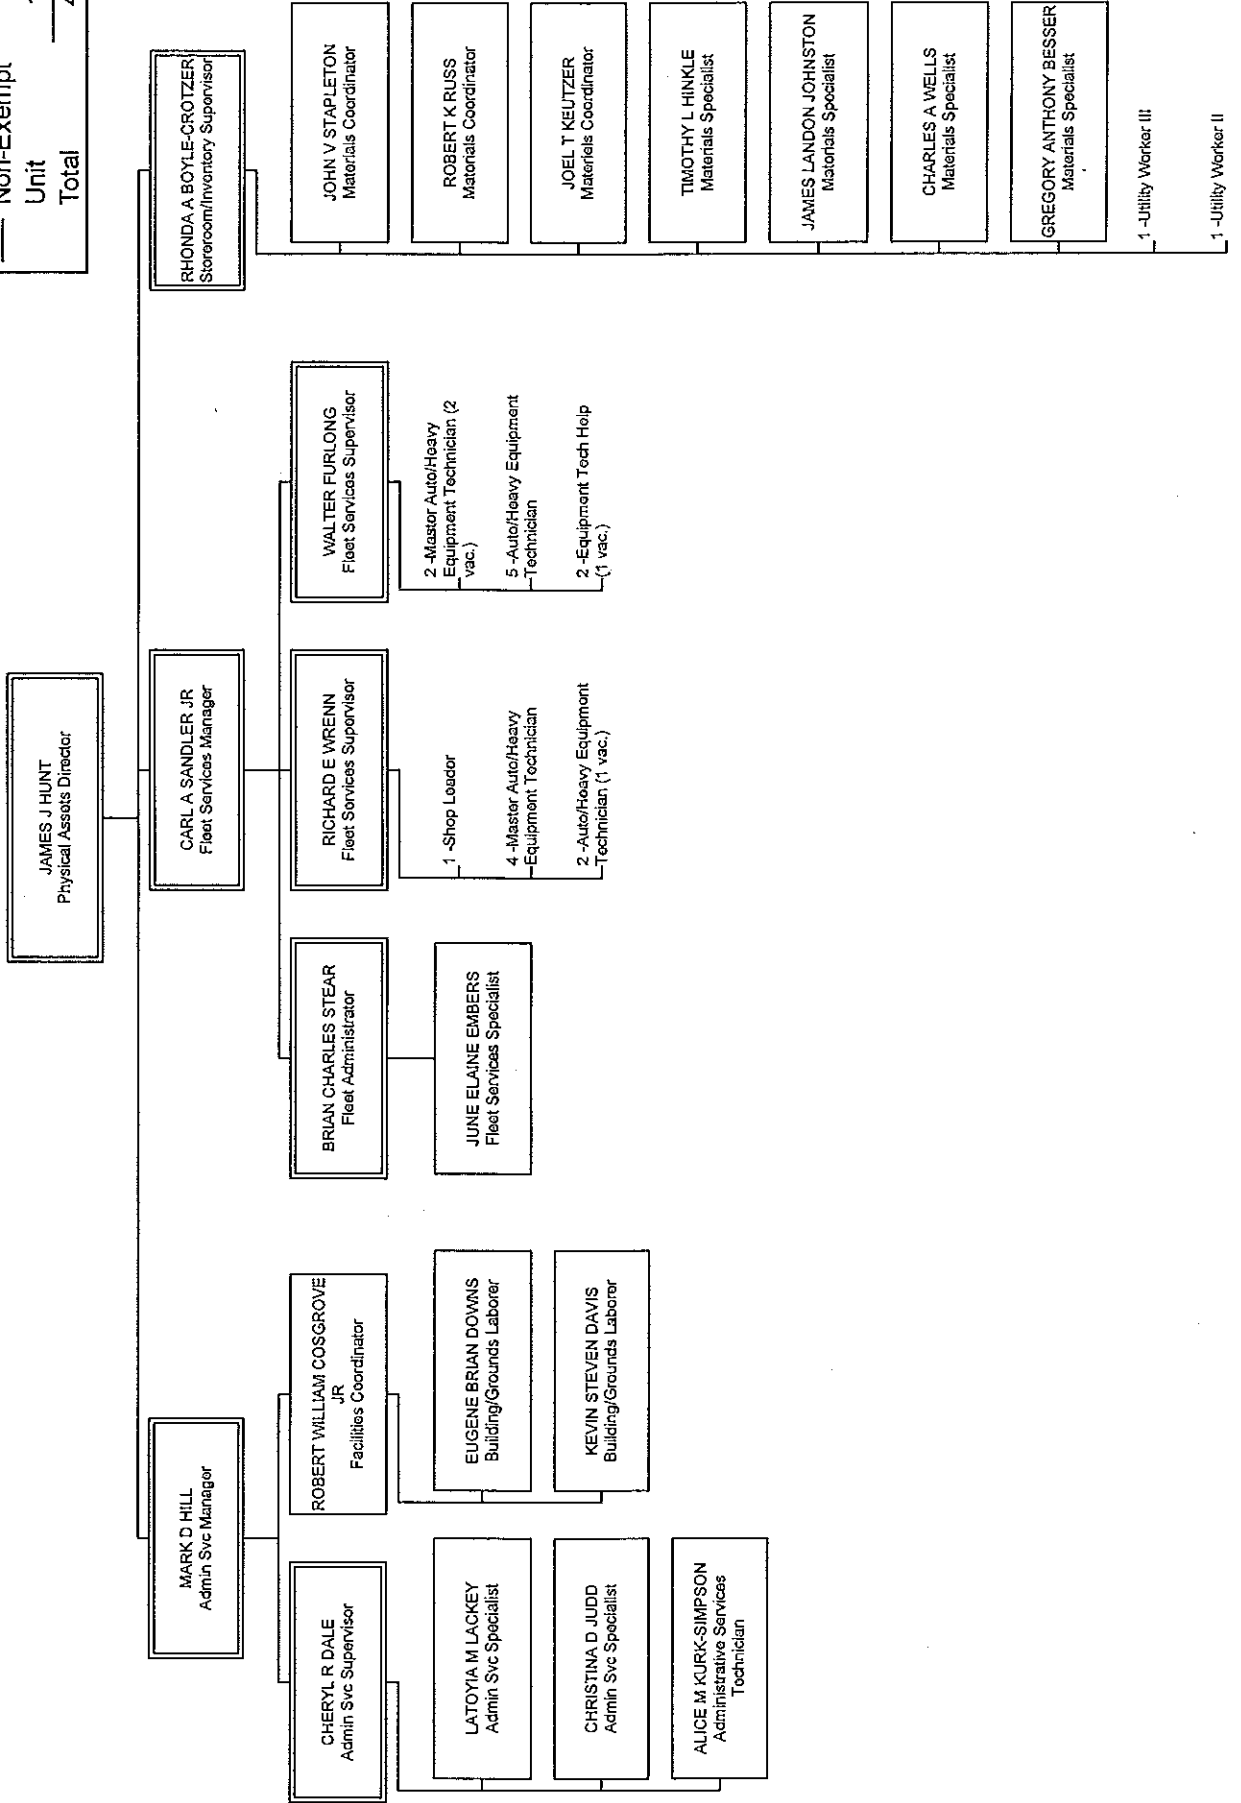 Non-Exempt
Unit
Total
JAMES J HUNT
Physical Assets Director
MARK D HILL
Admin Svc Manager
CARL A SANDLER JR
Fleet Services Manager
RHONDA A BOYLE-CROTZER
Storeroom/Inventory Supervisor
CHERYL R DALE
Admin Svc Supervisor
ROBERT WILLIAM COSGROVE
JR
Facilities Coordinator
BRIAN CHARLES STEAR
Fleet Administrator
RICHARD E WRENN
Fleet Services Supervisor
WALTER FURLONG
Fleet Services Supervisor
JOHN V STAPLETON
Materials Coordinator
LATOYIA M LACKEY
Admin Svc Specialist
CHRISTINA D JUDD
Admin Svc Specialist
ALICE M KURK-SIMPSON
Administrative Services
Technician
EUGENE BRIAN DOWNS
Building/Grounds Laborer
KEVIN STEVEN DAVIS
Building/Grounds Laborer
JUNE ELAINE EMBERS
Fleet Services Specialist
1 -Shop Leader
4 -Master Auto/Heavy
Equipment Technician
2 -Auto/Heavy Equipment
Technician (1 vac.)
2 -Master Auto/Heavy
Equipment Technician (2
vac.)
5 -Auto/Heavy Equipment
Technician
2 -Equipment Tech Help
(1 vac.)
ROBERT K RUSS
Materials Coordinator
JOEL T KEUTZER
Materials Coordinator
TIMOTHY L HINKLE
Materials Specialist
JAMES LANDON JOHNSTON
Materials Specialist
CHARLES A WELLS
Materials Specialist
GREGORY ANTHONY BESSER
Materials Specialist
1 -Utility Worker III
1 -Utility Worker II